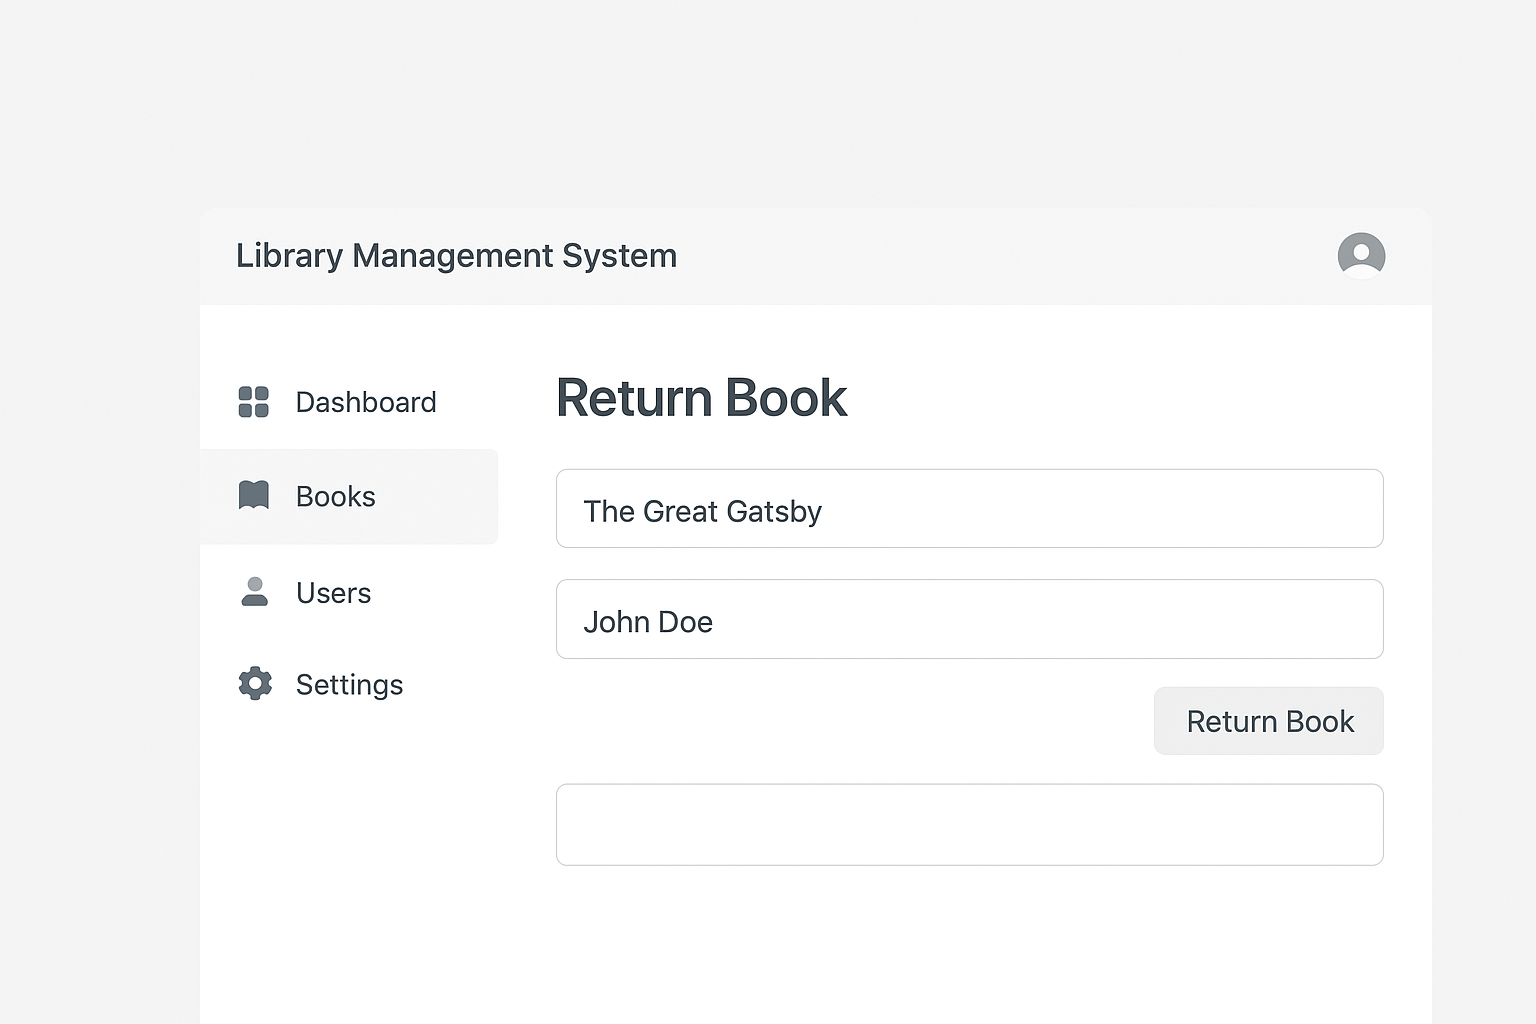 Library Management System
Dashboard
Books
Users
Settings
Return Book
The Great Gatsby
John Doe
Return Book